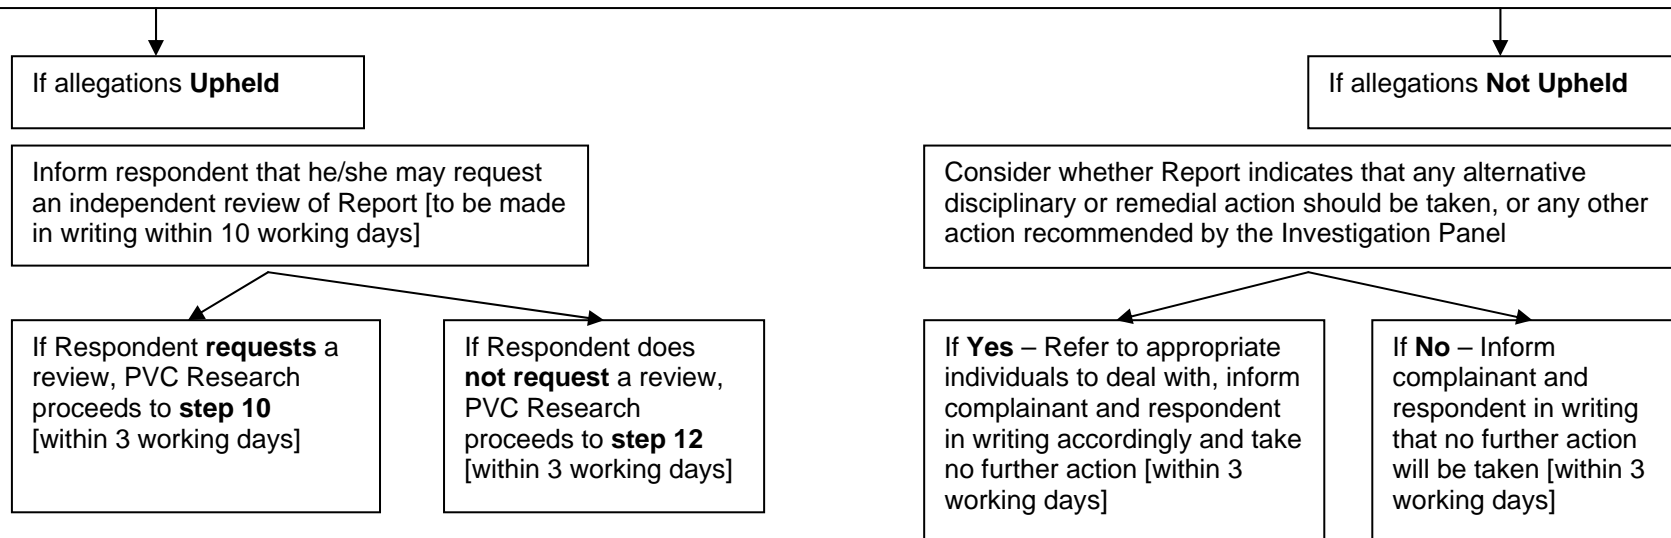 If allegations Upheld
If allegations Not Upheld
Inform respondent that he/she may request
an independent review of Report [to be made
in writing within 10 working days]
Consider whether Report indicates that any alternative
disciplinary or remedial action should be taken, or any other
action recommended by the Investigation Panel
If Respondent requests a
review, PVC Research
proceeds to step 10
[within 3 working days]
If Respondent does
not request a review,
PVC Research
proceeds to step 12
[within 3 working days]
If Yes – Refer to appropriate
individuals to deal with, inform
complainant and respondent
in writing accordingly and take
no further action [within 3
working days]
If No – Inform
complainant and
respondent in writing
that no further action
will be taken [within 3
working days]